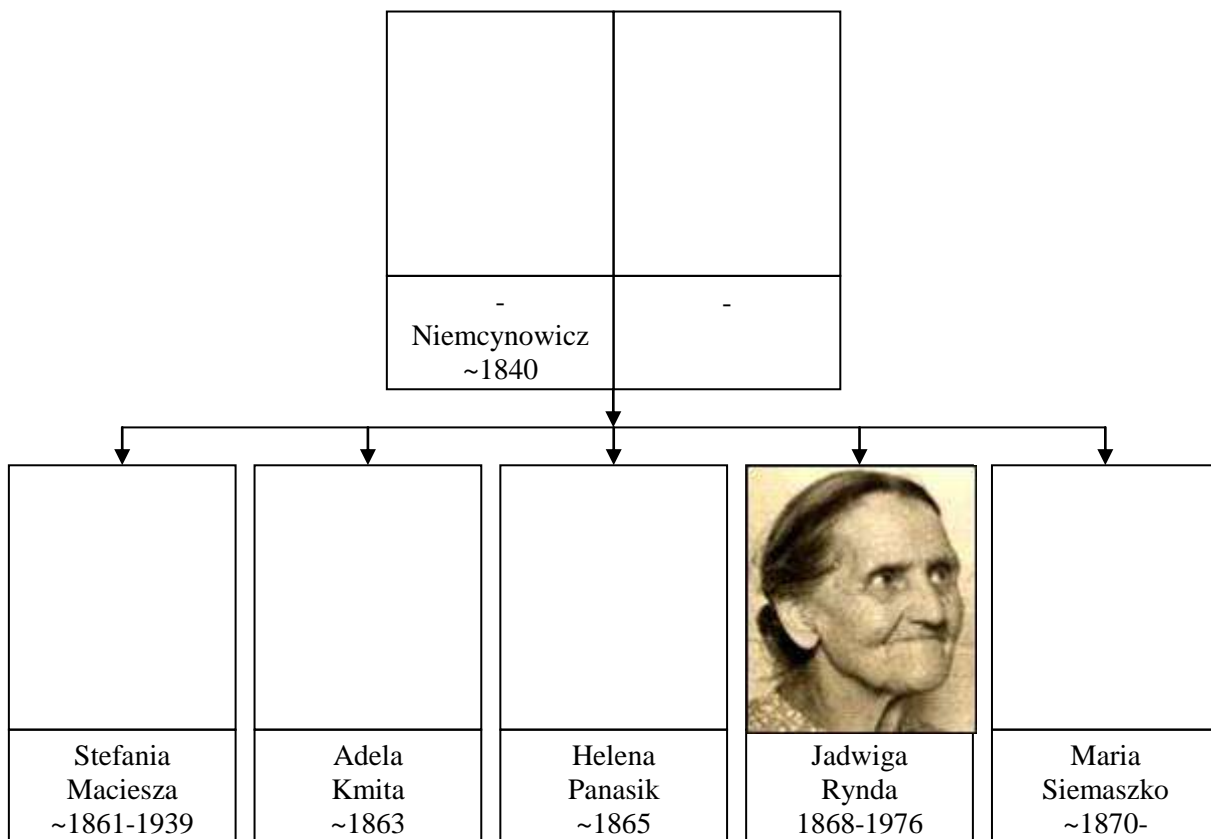 -
Niemcynowicz
~1840
-
Stefania
Maciesza
~1861-1939
Adela
Kmita
~1863
Helena
Panasik
~1865
Jadwiga
Rynda
1868-1976
Maria
Siemaszko
~1870-